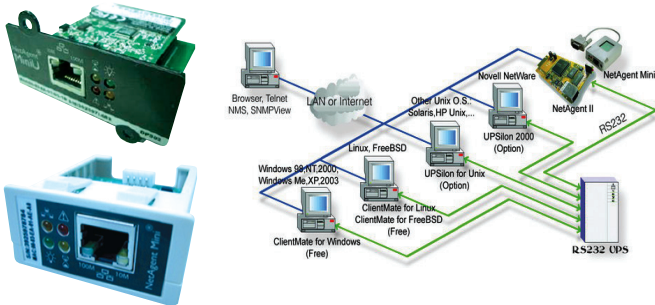 NetAgent
MiniU
100M
10M
NetAgent Mini
Browser, Telnet
NMS, SNMPView
LAN or Internet
Novell NetWare
NetAgent Mini
NetAgent II
Other Unix O.S.:
Solaris,HP Unix,...
UPSilon 2000
(Option)
RS232
Linux, FreeBSD
UPSilon for Unix
(Option)
Windows 98,NT,2000,
Windows Me,XP,2003
ClientMate for Linux
ClientMate for FreeBSD
(Free)
ClientMate for Windows
(Free)
RS232 UPS